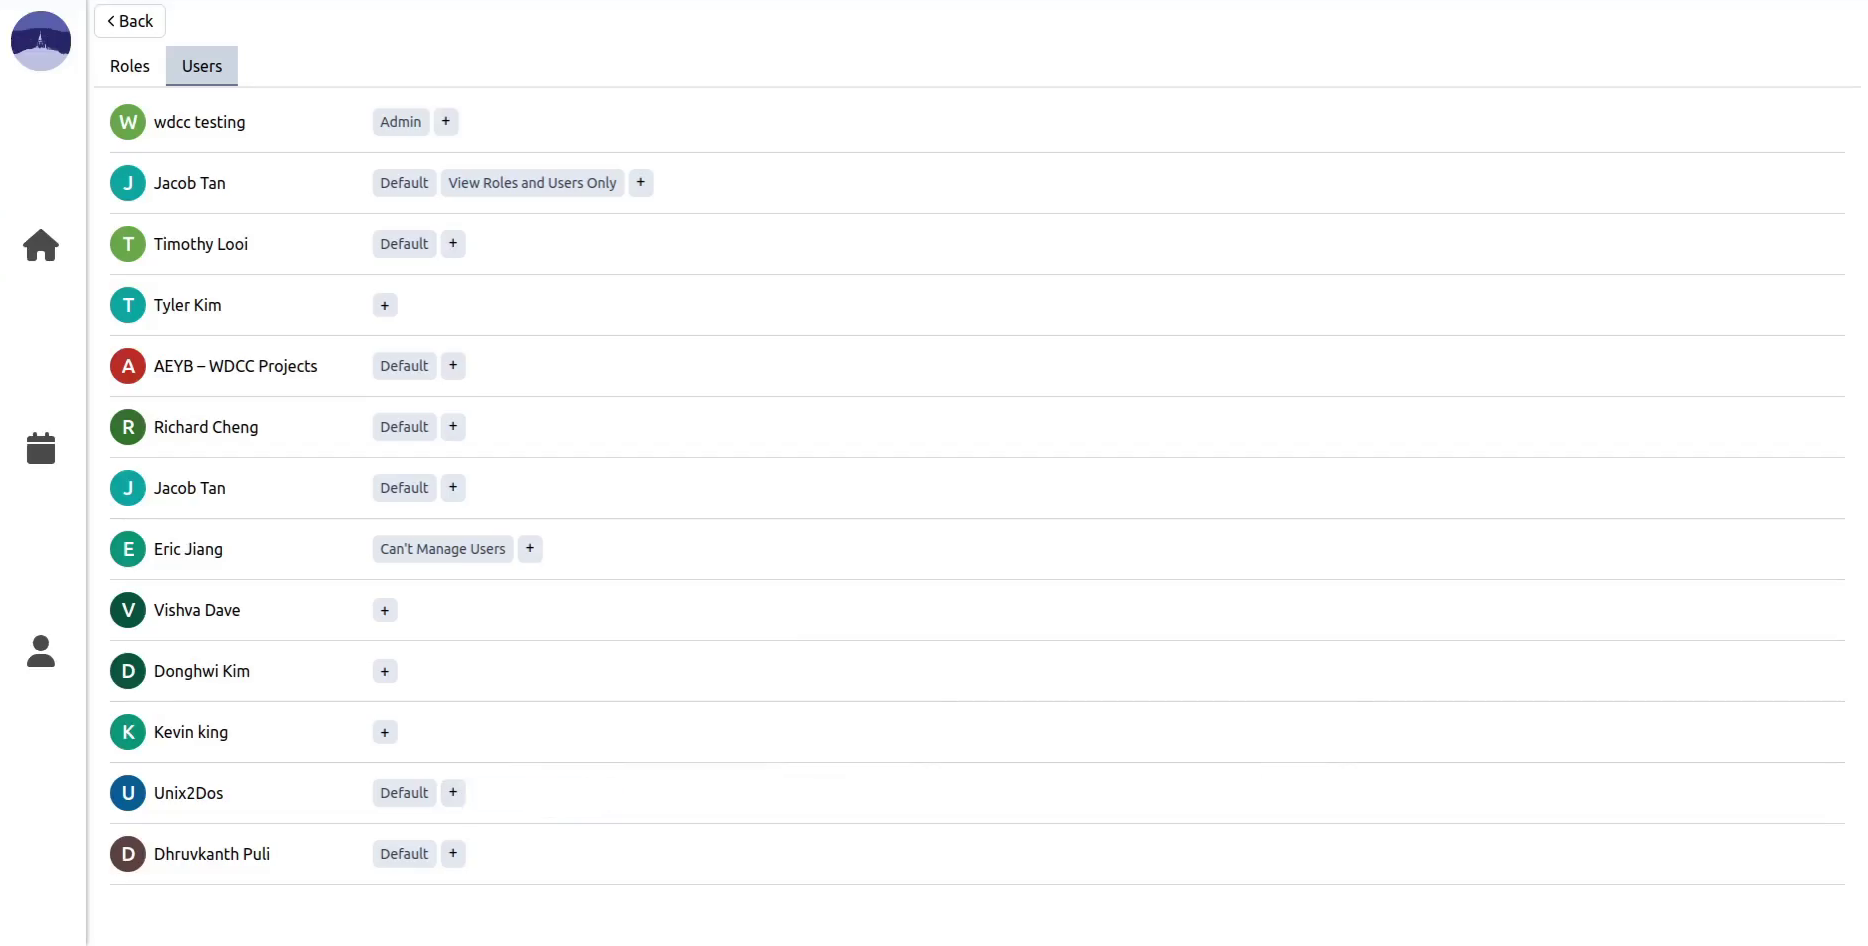 Back
Roles Users
W wdcc testing Admin +
J Jacob Tan Default View Roles and Users Only +
T Timothy Looi Default +
T Tyler Kim +
A AEYB – WDCC Projects Default +
R Richard Cheng Default +
J Jacob Tan Default +
E Eric Jiang Can't Manage Users +
V Vishva Dave +
D Donghwi Kim +
K Kevin king +
U Unix2Dos Default +
D Dhruvkanth Puli Default +